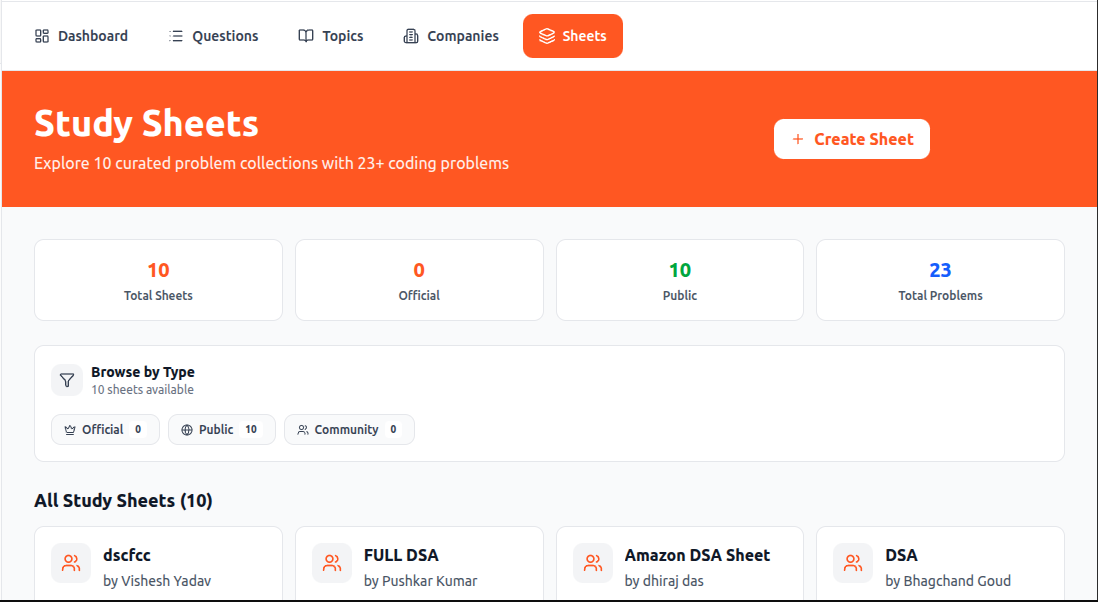 Dashboard Questions Topics Companies Sheets
Study Sheets
Explore 10 curated problem collections with 23+ coding problems
+ Create Sheet
10 0 10 23
Total Sheets Official Public Total Problems
Browse by Type
10 sheets available
Official 0 Public 10 Community 0
All Study Sheets (10)
dscfcc FULL DSA Amazon DSA Sheet DSA
by Vishesh Yadav by Pushkar Kumar by dhiraj das by Bhagchand Goud